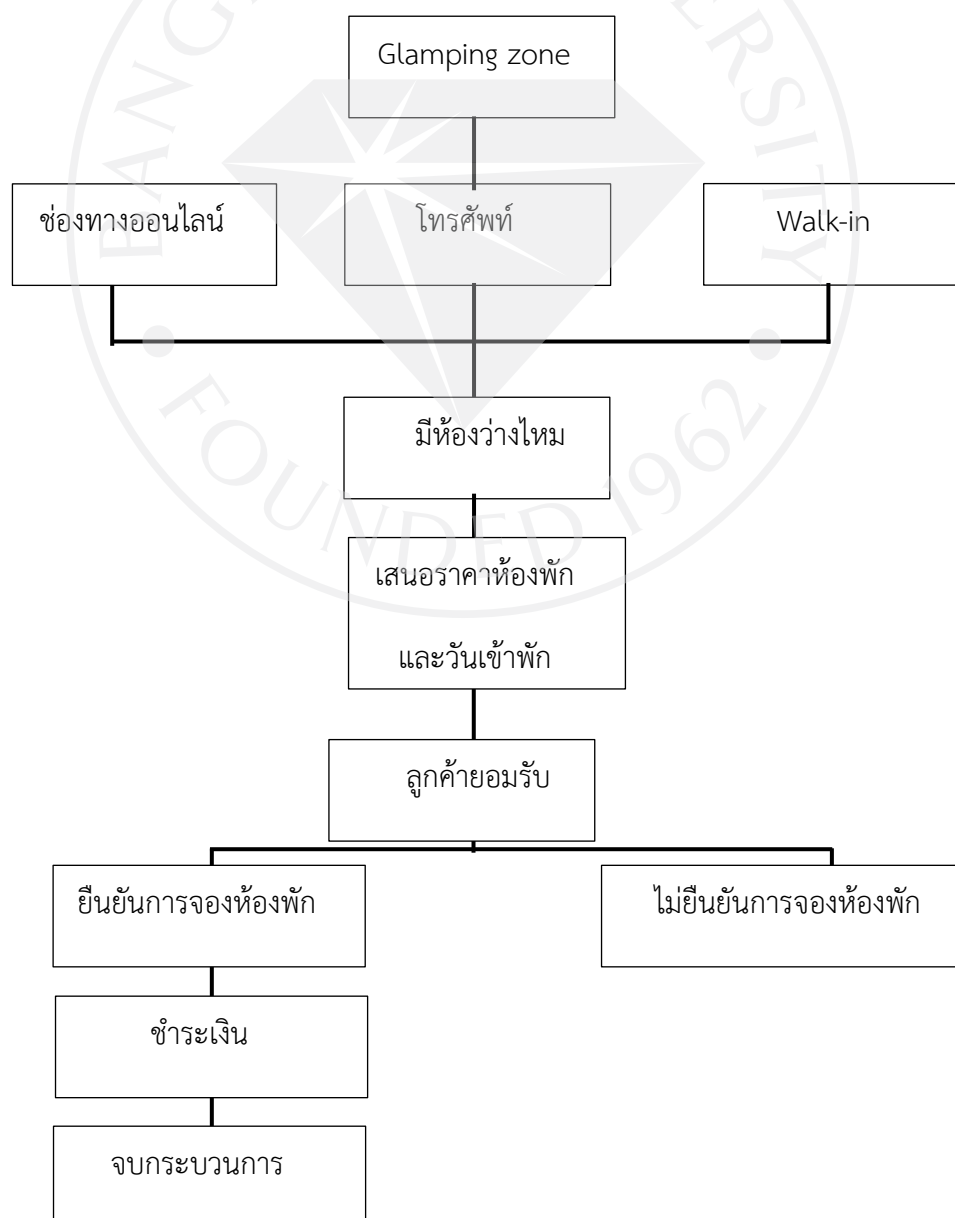 Glamping zone
ช่องทางออนไลน์
โทรศัพท์
Walk-in
มีห้องว่างไหม
เสนอราคาห้องพัก
และวันเข้าพัก
ลูกค้ายอมรับ
ยืนยันการจองห้องพัก
ไม่ยืนยันการจองห้องพัก
ชำระเงิน
จบกระบวนการ
FOUNDED 1962